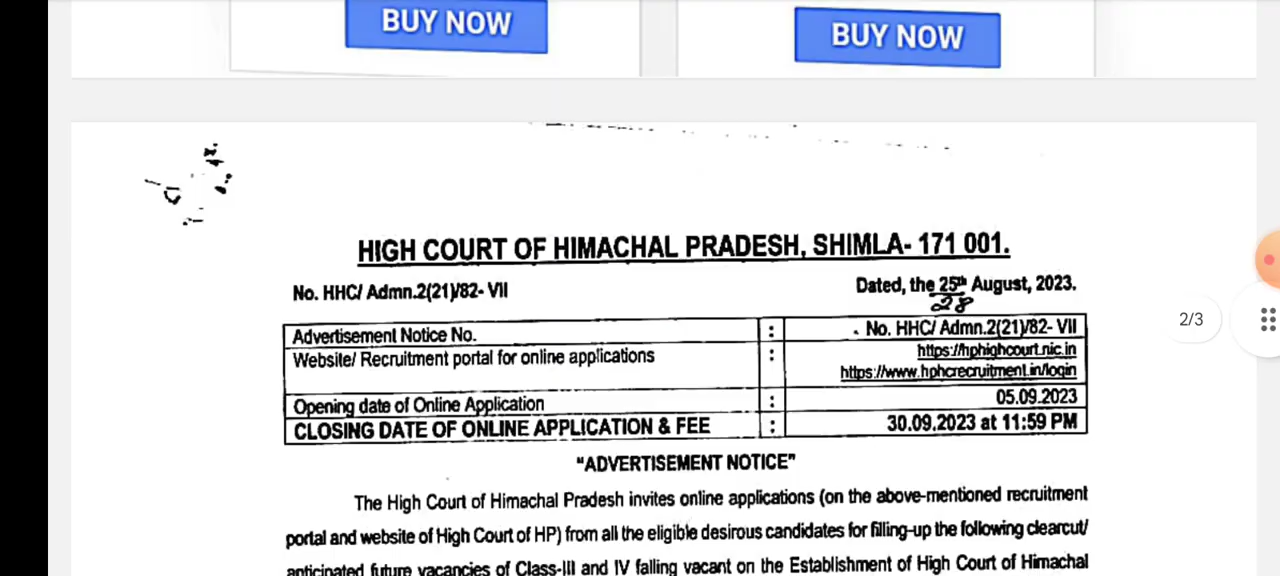 BUY NOW
BUY NOW
HIGH COURT OF HIMACHAL PRADESH, SHIMLA- 171 001.
No. HHC/ Admn.2(21)/82- VII
Dated, the 25th August, 2023.
28
Advertisement Notice No. : No. HHC/ Admn.2(21)/82- VII
Website/ Recruitment portal for online applications : https://hphighcourt.nic.in
https://www.hphcrecruitment.in/login
2/3
Opening date of Online Application : 05.09.2023
CLOSING DATE OF ONLINE APPLICATION & FEE : 30.09.2023 at 11:59 PM
"ADVERTISEMENT NOTICE"
The High Court of Himachal Pradesh invites online applications (on the above-mentioned recruitment
portal and website of High Court of HP) from all the eligible desirous candidates for filling-up the following clearcut/
anticipated future vacancies of Class-III and IV falling vacant on the Establishment of High Court of Himachal